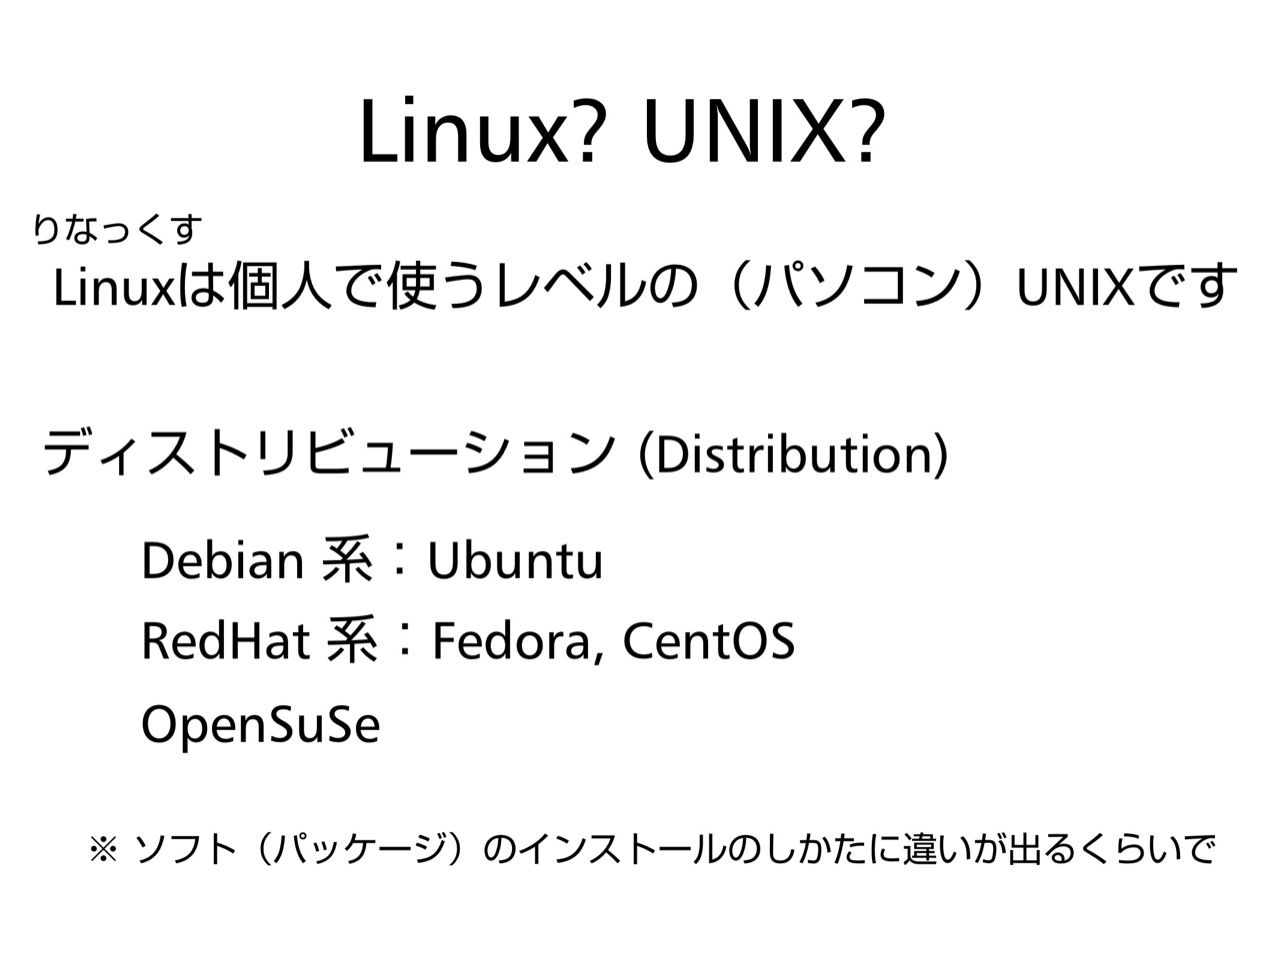 Linux? UNIX?
りなっくす
Linuxは個人で使うレベルの（パソコン）UNIXです
ディストリビューション (Distribution)
Debian 系：Ubuntu
RedHat 系：Fedora, CentOS
OpenSuSe
※ ソフト（パッケージ）のインストールのしかたに違いが出るくらいで